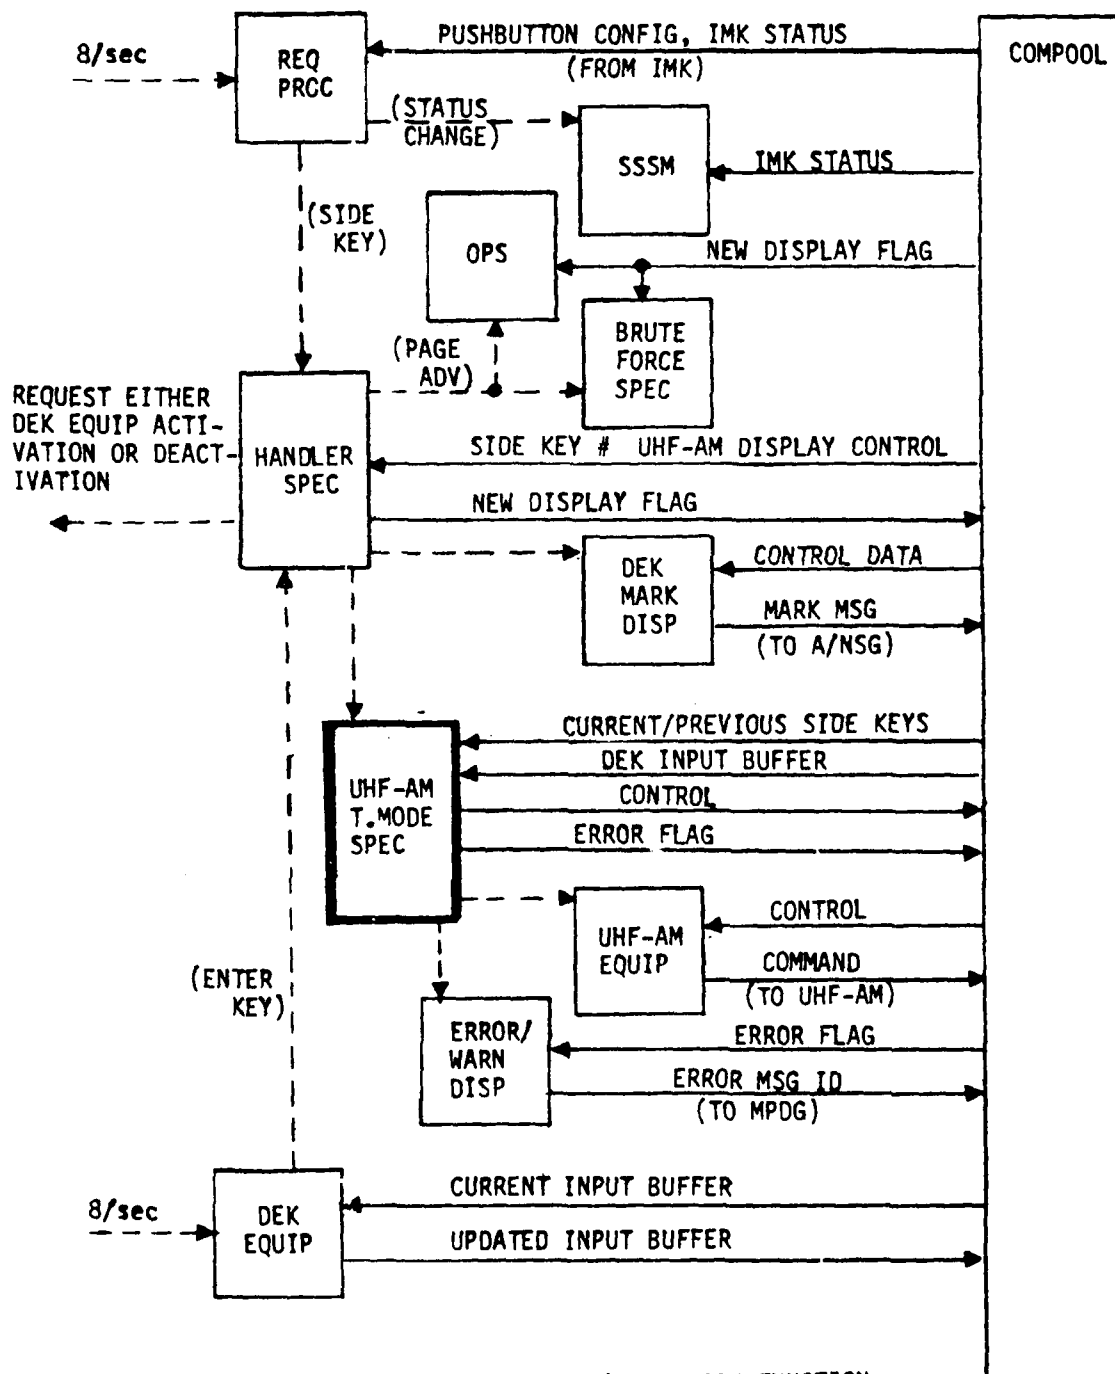 PUSHBUTTON CONFIG, IMK STATUS
(FROM IMK)
COMPOOL
8/sec
REQ
PRCC
(STATUS
CHANGE)
SSSM
IMK STATUS
(SIDE
KEY)
OPS
NEW DISPLAY FLAG
BRUTE
FORCE
SPEC
(PAGE
ADV)
REQUEST EITHER
DEK EQUIP ACTI-
VATION OR DEACT-
IVATION
HANDLER
SPEC
SIDE KEY # UHF-AM DISPLAY CONTROL
NEW DISPLAY FLAG
DEK
MARK
DISP
CONTROL DATA
MARK MSG
(TO A/NSG)
UHF-AM
T.MODE
SPEC
CURRENT/PREVIOUS SIDE KEYS
DEK INPUT BUFFER
CONTROL
ERROR FLAG
UHF-AM
EQUIP
CONTROL
COMMAND
(TO UHF-AM)
(ENTER
KEY)
ERROR/
WARN
DISP
ERROR FLAG
ERROR MSG ID
(TO MPDG)
8/sec
DEK
EQUIP
CURRENT INPUT BUFFER
UPDATED INPUT BUFFER
FUNCTION